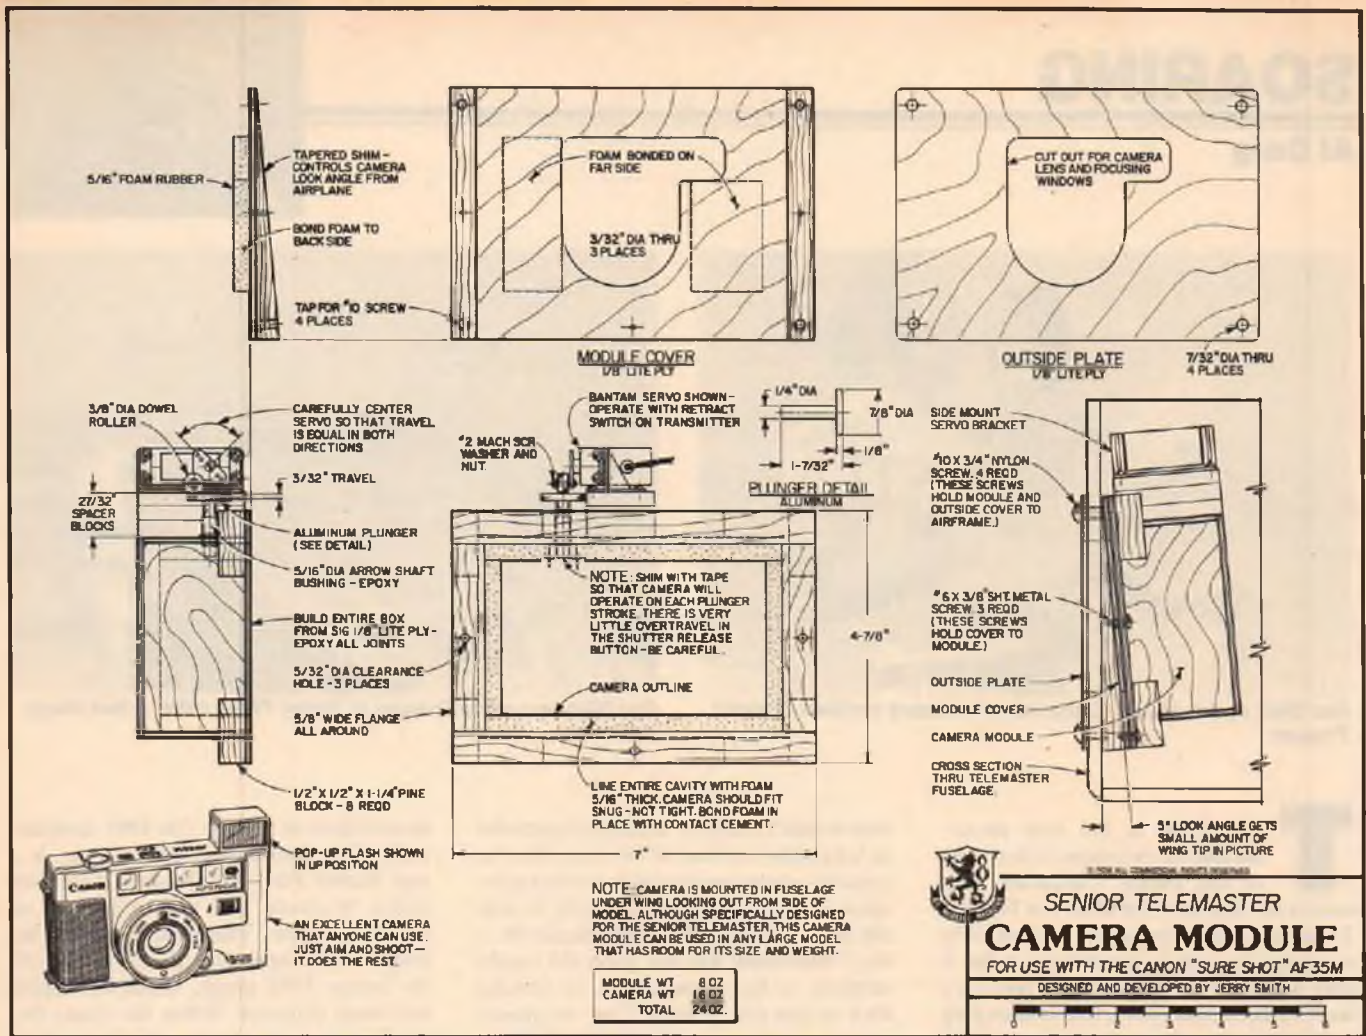 TAPERED SHIM -
CONTROLS CAMERA
LOOK ANGLE FROM
AIRPLANE
5/16" FOAM RUBBER
BOND FOAM TO
BACK SIDE
TAP FOR #10 SCREW
4 PLACES
FOAM BONDED ON
FAR SIDE
3/32" DIA THRU
3 PLACES
MODULE COVER
1/8" LITE PLY
CUT OUT FOR CAMERA
LENS AND FOCUSING
WINDOWS
OUTSIDE PLATE
1/8" LITE PLY
7/32" DIA THRU
4 PLACES
3/8" DIA DOWEL
ROLLER
CAREFULLY CENTER
SERVO SO THAT TRAVEL
IS EQUAL IN BOTH
DIRECTIONS
3/32" TRAVEL
27/32"
SPACER
BLOCKS
ALUMINUM PLUNGER
(SEE DETAIL)
5/16" DIA ARROW SHAFT
BUSHING - EPOXY
BUILD ENTIRE BOX
FROM SIG 1/8" LITE PLY-
EPOXY ALL JOINTS
5/32" DIA CLEARANCE
HOLE - 3 PLACES
5/8" WIDE FLANGE
ALL AROUND
1/2" X 1/2" X 1-1/4" PINE
BLOCK - 8 REQD
BANTAM SERVO SHOWN -
OPERATE WITH RETRACT
SWITCH ON TRANSMITTER
#2 MACH SCR
WASHER AND
NUT.
1/4" DIA
7/8" DIA
1/8"
1-7/32"
PLUNGER DETAIL
ALUMINUM
NOTE: SHIM WITH TAPE
SO THAT CAMERA WILL
OPERATE ON EACH PLUNGER
STROKE. THERE IS VERY
LITTLE OVERTRAVEL IN
THE SHUTTER RELEASE
BUTTON - BE CAREFUL.
CAMERA OUTLINE
4-7/8"
LINE ENTIRE CAVITY WITH FOAM
5/16" THICK. CAMERA SHOULD FIT
SNUG - NOT TIGHT. BOND FOAM IN
PLACE WITH CONTACT CEMENT.
7"
SIDE MOUNT
SERVO BRACKET
#10 X 3/4" NYLON
SCREW. 4 REQD
(THESE SCREWS
HOLD MODULE AND
OUTSIDE COVER TO
AIRFRAME.)
#6 X 3/8" SHT. METAL
SCREW. 3 REQD
(THESE SCREWS
HOLD COVER TO
MODULE.)
OUTSIDE PLATE
MODULE COVER
CAMERA MODULE
CROSS SECTION
THRU TELEMASTER
FUSELAGE.
5° LOOK ANGLE GETS
SMALL AMOUNT OF
WING TIP IN PICTURE
POP-UP FLASH SHOWN
IN UP POSITION
CANON
AN EXCELLENT CAMERA
THAT ANYONE CAN USE.
JUST AIM AND SHOOT -
IT DOES THE REST.
NOTE: CAMERA IS MOUNTED IN FUSELAGE
UNDER WING LOOKING OUT FROM SIDE OF
MODEL. ALTHOUGH SPECIFICALLY DESIGNED
FOR THE SENIOR TELEMASTER, THIS CAMERA
MODULE CAN BE USED IN ANY LARGE MODEL
THAT HAS ROOM FOR ITS SIZE AND WEIGHT.
MODULE WT 8 OZ
CAMERA WT 16 OZ
TOTAL 24 OZ.
SENIOR TELEMASTER
CAMERA MODULE
FOR USE WITH THE CANON "SURE SHOT" AF35M
DESIGNED AND DEVELOPED BY JERRY SMITH
0 1 2 3 4 5 6